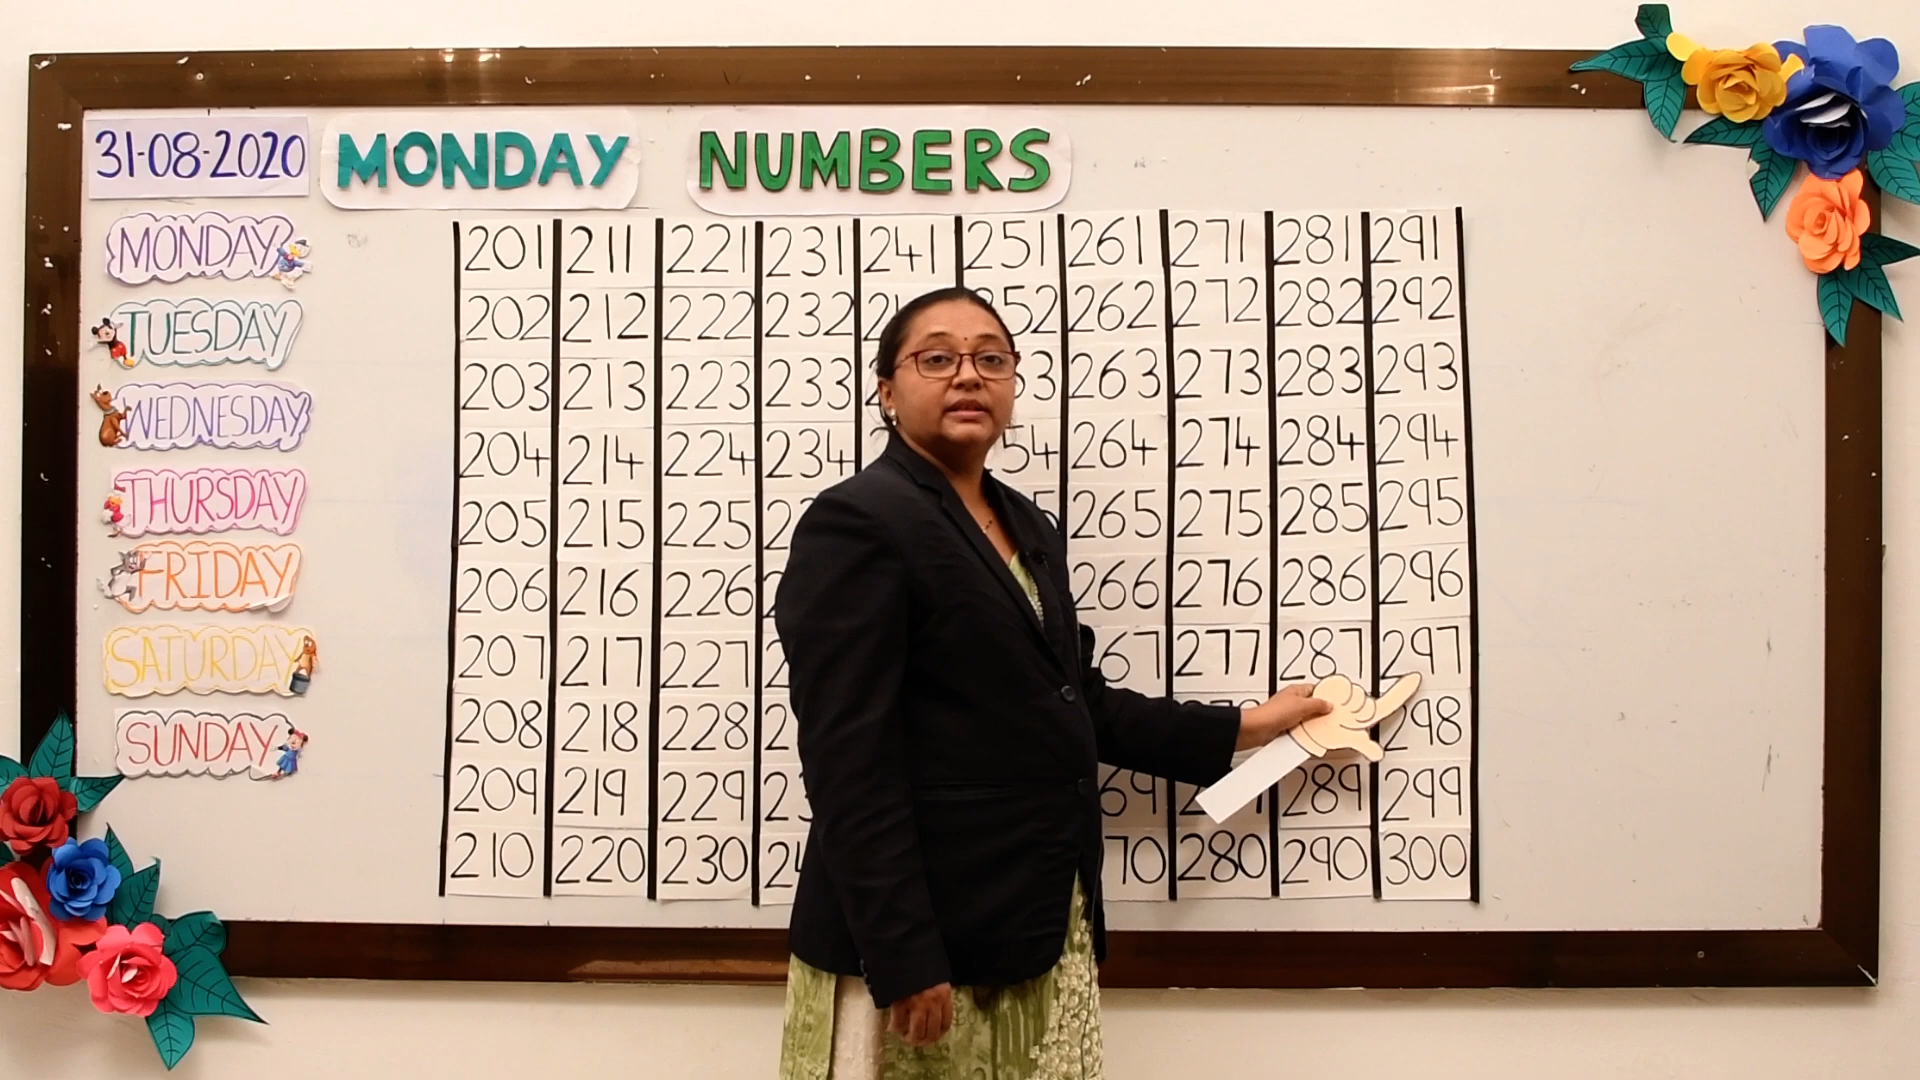 31-08-2020 MONDAY NUMBERS
MONDAY
TUESDAY
WEDNESDAY
THURSDAY
FRIDAY
SATURDAY
SUNDAY
201 211 221 231 241 251 261 271 281 291
202 212 222 232 252 262 272 282 292
203 213 223 233 263 273 283 293
204 214 224 234 254 264 274 284 294
205 215 225 265 275 285 295
206 216 226 266 276 286 296
207 217 227 277 287 297
208 218 228 298
209 219 229 289 299
210 220 230 280 290 300